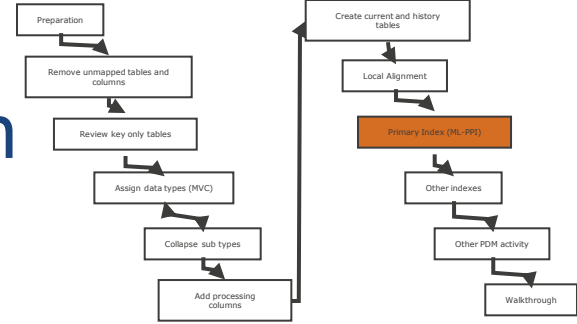 Preparation
Remove unmapped tables and
columns
Review key only tables
Assign data types (MVC)
Collapse sub types
Add processing
columns
Create current and history
tables
Local Alignment
Primary Index (ML-PPI)
Other indexes
Other PDM activity
Walkthrough
n